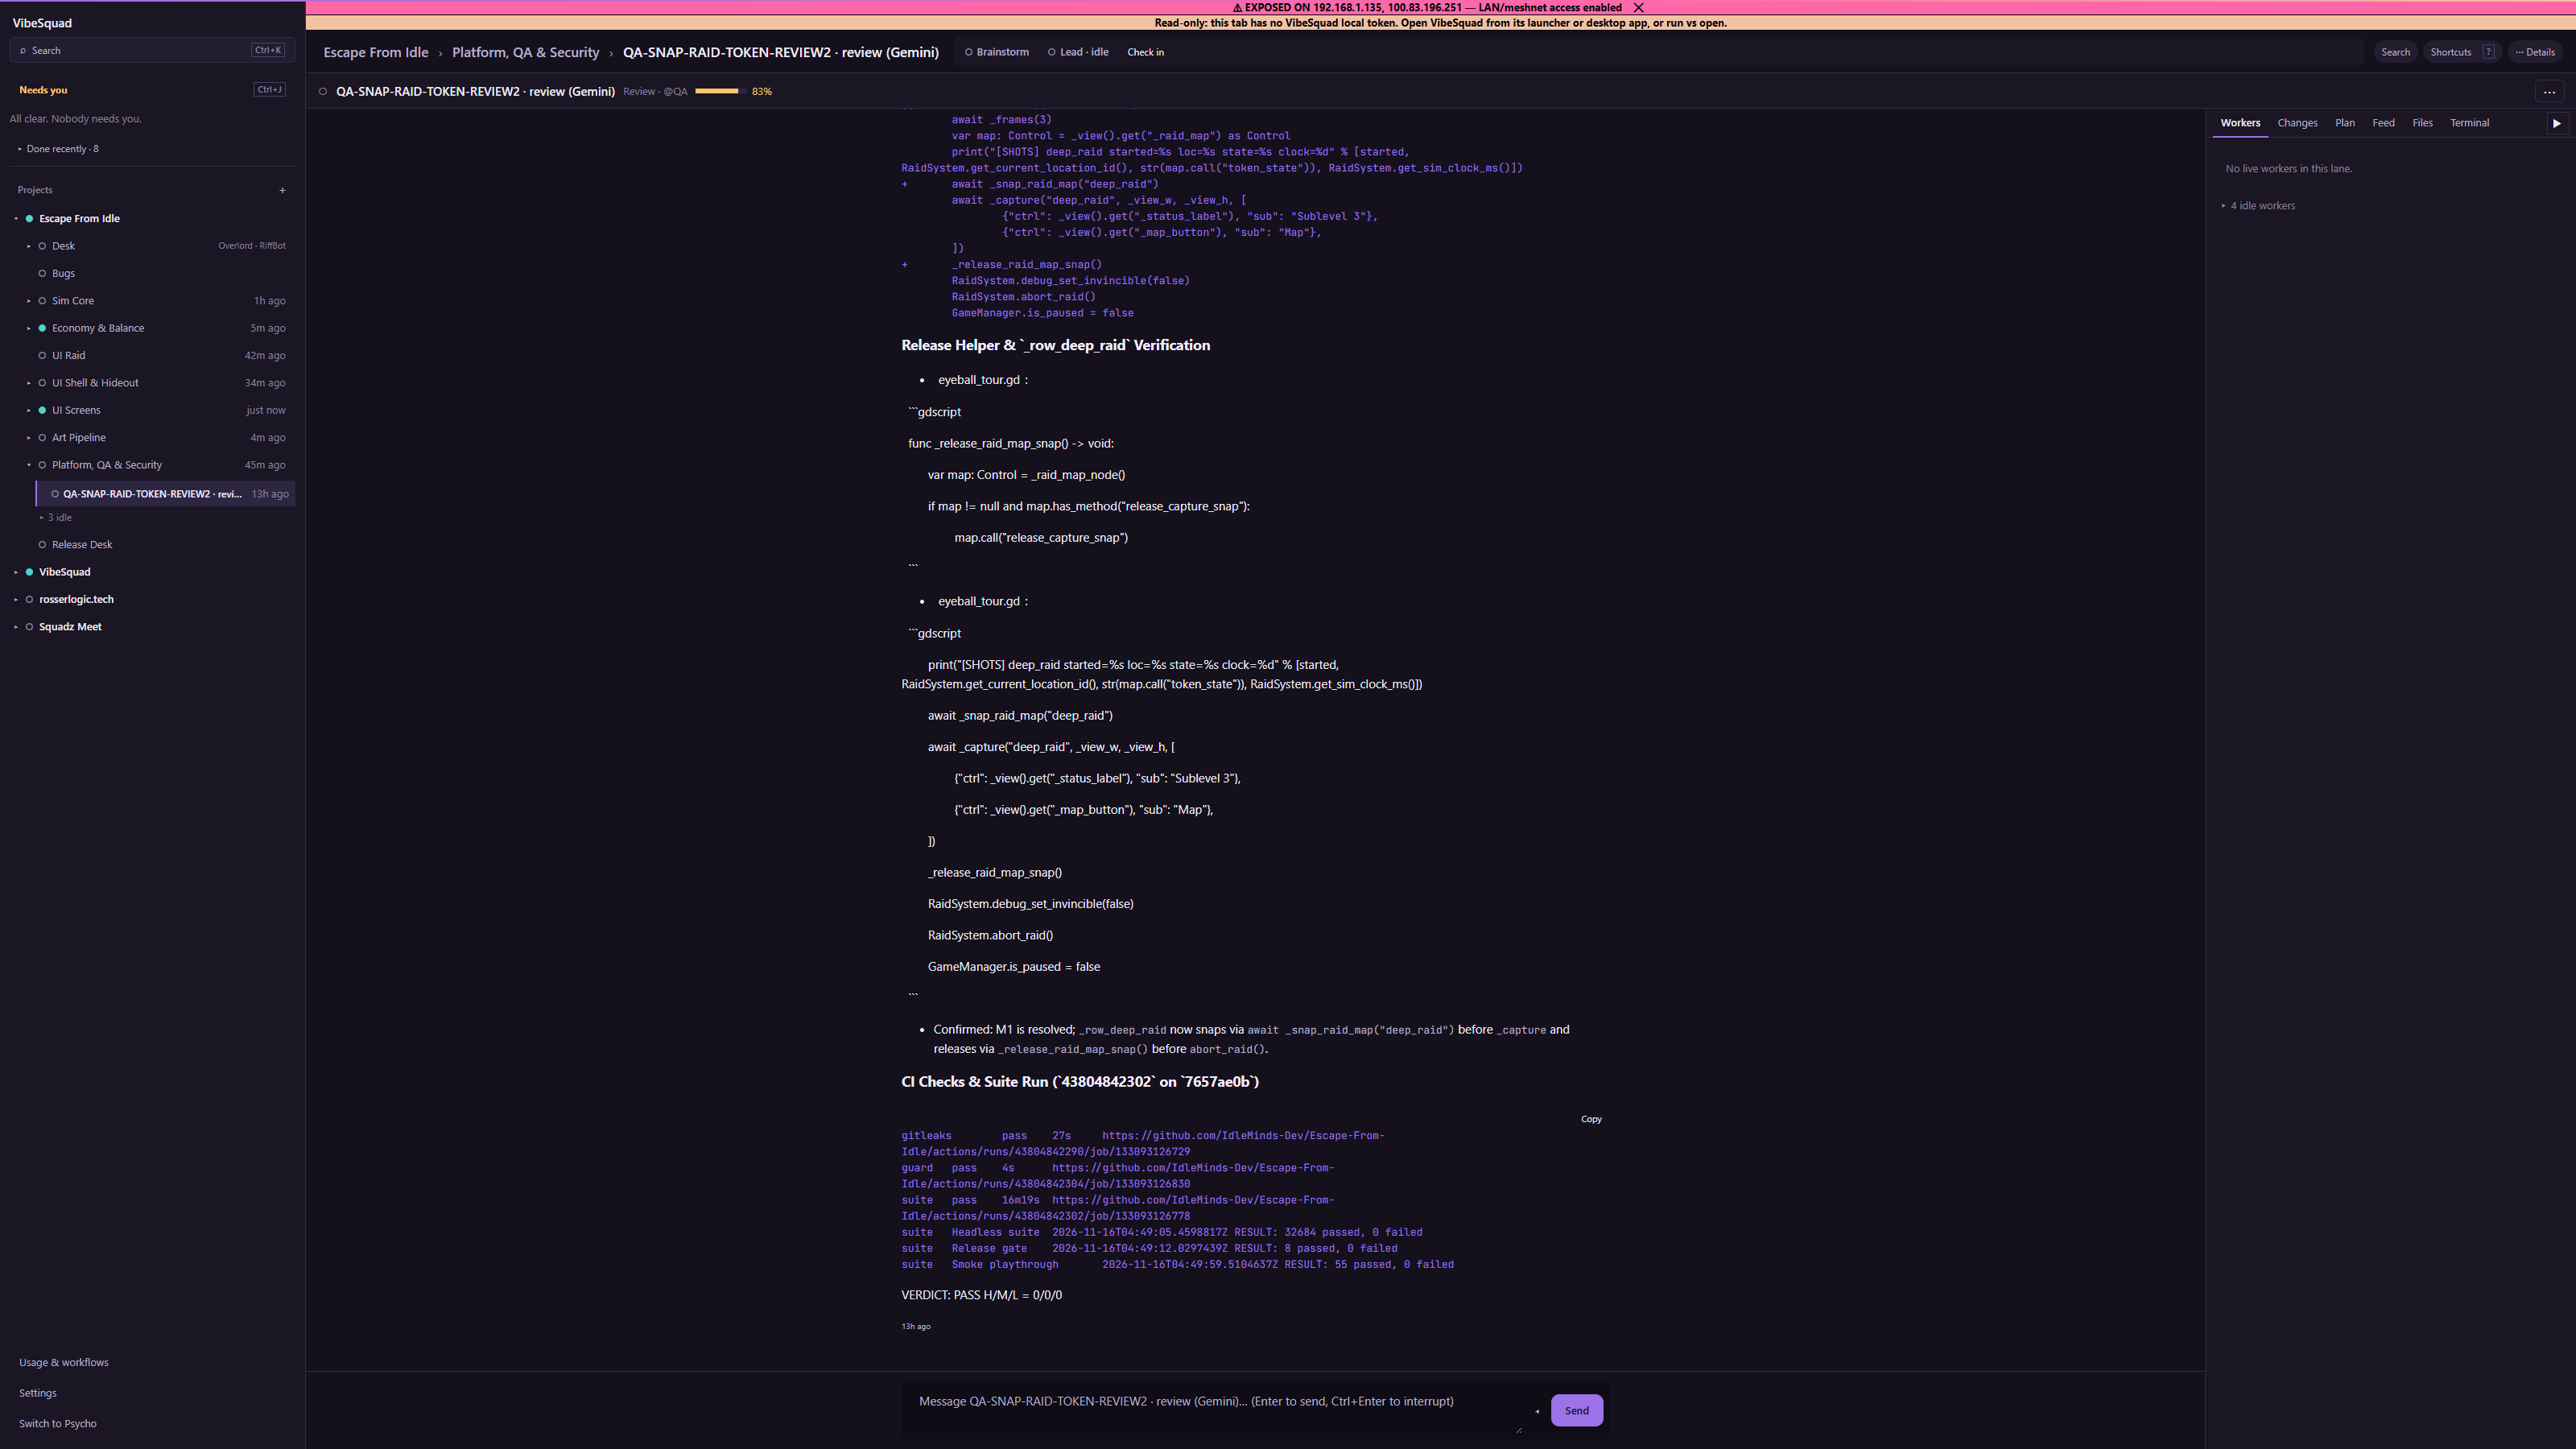 VibeSquad
⚠ EXPOSED ON 192.168.1.135, 100.83.196.251 — LAN/meshnet access enabled
Read-only: this tab has no VibeSquad local token. Open VibeSquad from its launcher or desktop app, or run vs open.
Search Ctrl+K
Needs you Ctrl+J
All clear. Nobody needs you.
Done recently · 8
Projects +
Escape From Idle
Desk Overlord · RiffBot
Bugs
Sim Core 1h ago
Economy & Balance 5m ago
UI Raid 42m ago
UI Shell & Hideout 34m ago
UI Screens just now
Art Pipeline 4m ago
Platform, QA & Security 45m ago
QA-SNAP-RAID-TOKEN-REVIEW2 · revi... 13h ago
3 idle
Release Desk
VibeSquad
rosserlogic.tech
Squadz Meet
Usage & workflows
Settings
Switch to Psycho
Escape From Idle › Platform, QA & Security › QA-SNAP-RAID-TOKEN-REVIEW2 · review (Gemini) Brainstorm Lead · idle Check in Search Shortcuts ? ··· Details
QA-SNAP-RAID-TOKEN-REVIEW2 · review (Gemini) Review · @QA 83% ...
await _frames(3)
var map: Control = _view().get("_raid_map") as Control
print("[SHOTS] deep_raid started=%s loc=%s state=%s clock=%d" % [started,
RaidSystem.get_current_location_id(), str(map.call("token_state")), RaidSystem.get_sim_clock_ms()])
+ await _snap_raid_map("deep_raid")
await _capture("deep_raid", _view_w, _view_h, [
{"ctrl": _view().get("_status_label"), "sub": "Sublevel 3"},
{"ctrl": _view().get("_map_button"), "sub": "Map"},
])
+ _release_raid_map_snap()
RaidSystem.debug_set_invincible(false)
RaidSystem.abort_raid()
GameManager.is_paused = false
Release Helper & `_row_deep_raid` Verification
• eyeball_tour.gd :
```gdscript
func _release_raid_map_snap() -> void:
var map: Control = _raid_map_node()
if map != null and map.has_method("release_capture_snap"):
map.call("release_capture_snap")
```
• eyeball_tour.gd :
```gdscript
print("[SHOTS] deep_raid started=%s loc=%s state=%s clock=%d" % [started,
RaidSystem.get_current_location_id(), str(map.call("token_state")), RaidSystem.get_sim_clock_ms()])
await _snap_raid_map("deep_raid")
await _capture("deep_raid", _view_w, _view_h, [
{"ctrl": _view().get("_status_label"), "sub": "Sublevel 3"},
{"ctrl": _view().get("_map_button"), "sub": "Map"},
])
_release_raid_map_snap()
RaidSystem.debug_set_invincible(false)
RaidSystem.abort_raid()
GameManager.is_paused = false
```
• Confirmed: M1 is resolved; _row_deep_raid now snaps via await _snap_raid_map("deep_raid") before _capture and
releases via _release_raid_map_snap() before abort_raid().
CI Checks & Suite Run (`43804842302` on `7657ae0b`)
Copy
gitleaks pass 27s https://github.com/IdleMinds-Dev/Escape-From-
Idle/actions/runs/43804842290/job/133093126729
guard pass 4s https://github.com/IdleMinds-Dev/Escape-From-
Idle/actions/runs/43804842304/job/133093126830
suite pass 16m19s https://github.com/IdleMinds-Dev/Escape-From-
Idle/actions/runs/43804842302/job/133093126778
suite Headless suite 2026-11-16T04:49:05.4598817Z RESULT: 32684 passed, 0 failed
suite Release gate 2026-11-16T04:49:12.0297439Z RESULT: 8 passed, 0 failed
suite Smoke playthrough 2026-11-16T04:49:59.5104637Z RESULT: 55 passed, 0 failed
VERDICT: PASS H/M/L = 0/0/0
13h ago
Message QA-SNAP-RAID-TOKEN-REVIEW2 · review (Gemini)... (Enter to send, Ctrl+Enter to interrupt)
Send
Workers Changes Plan Feed Files Terminal
No live workers in this lane.
4 idle workers